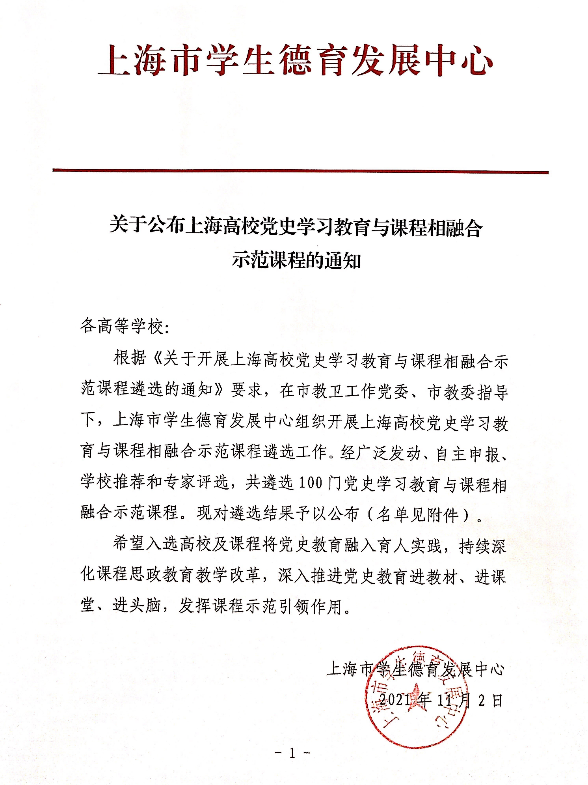 上海市学生德育发展中心
关于公布上海高校党史学习教育与课程相融合
示范课程的通知
各高等学校：
根据《关于开展上海高校党史学习教育与课程相融合示
范课程遴选的通知》要求，在市教卫工作党委、市教委指导
下，上海市学生德育发展中心组织开展上海高校党史学习教
育与课程相融合示范课程遴选工作。经广泛发动、自主申报、
学校推荐和专家评选，共遴选100门党史学习教育与课程相
融合示范课程。现对遴选结果予以公布（名单见附件）。
希望入选高校及课程将党史教育融入育人实践，持续深
化课程思政教育教学改革，深入推进党史教育进教材、进课
堂、进头脑，发挥课程示范引领作用。
上海市学生德育发展中心
2021年11月2日
上海市学生德育发展中心
- 1 -